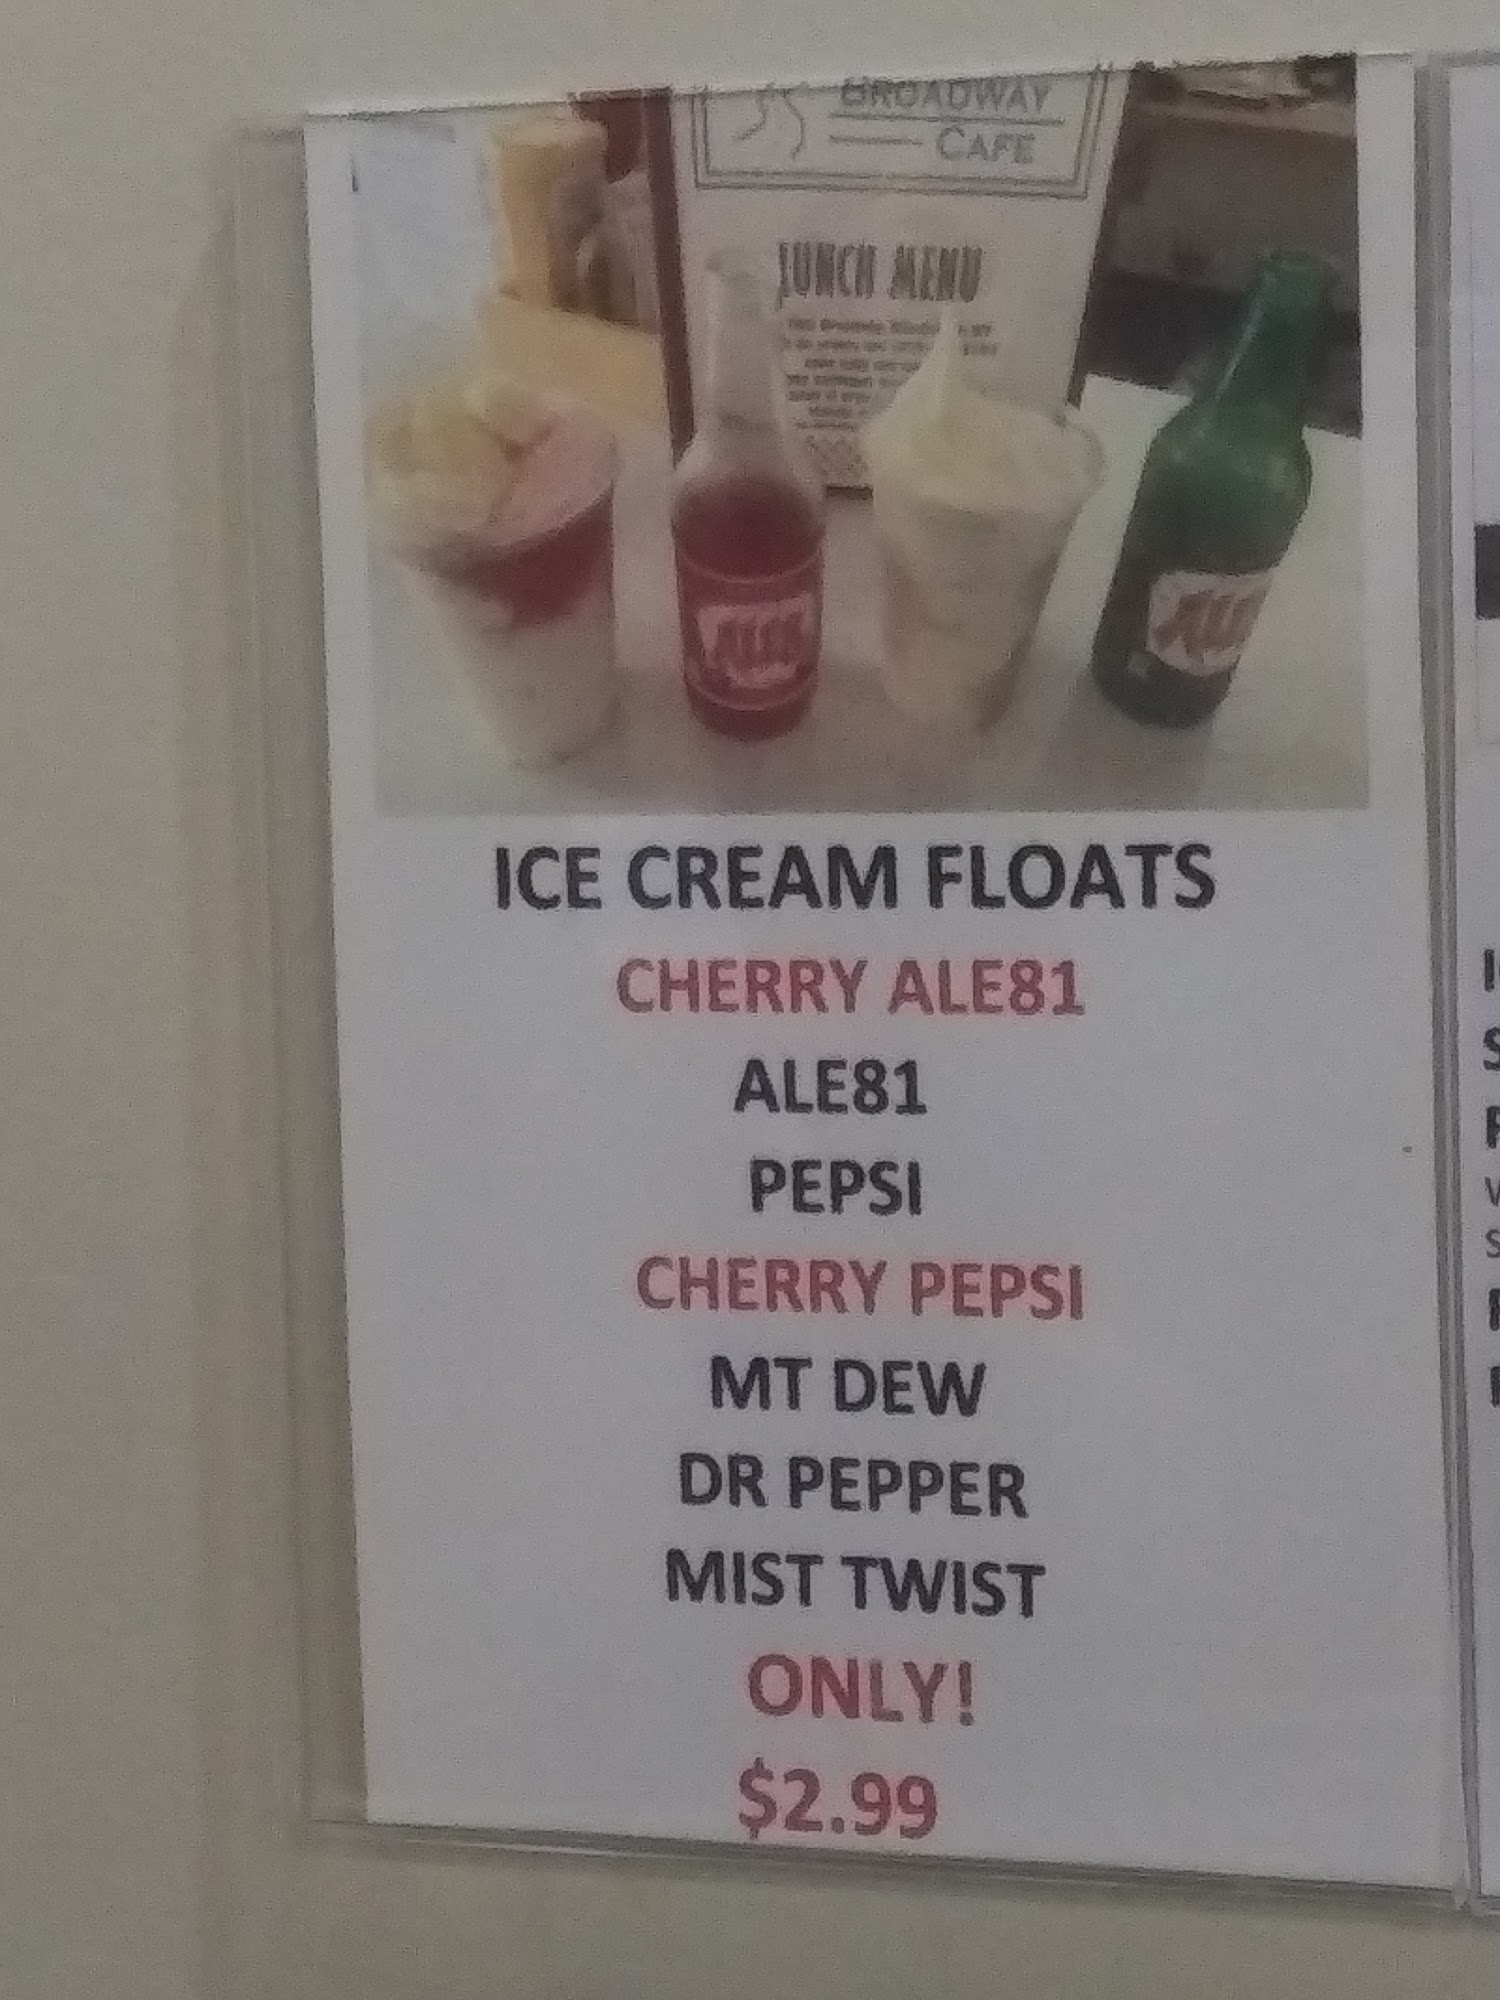 BROADWAY
CAFE
LUNCH MENU
ICE CREAM FLOATS
CHERRY ALE81
ALE81
PEPSI
CHERRY PEPSI
MT DEW
DR PEPPER
MIST TWIST
ONLY!
$2.99